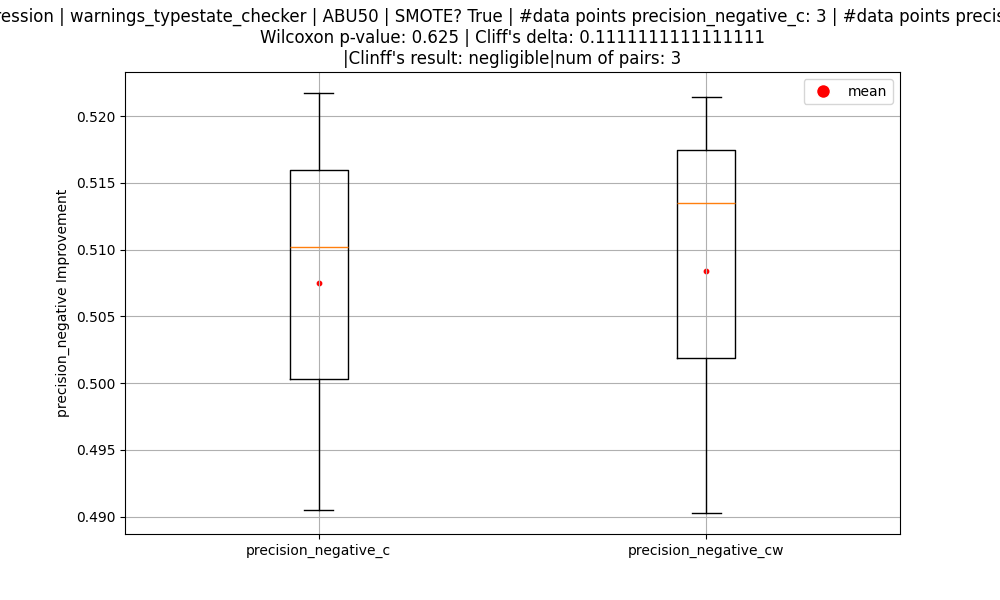 ression | warnings_typestate_checker | ABU50 | SMOTE? True | #data points precision_negative_c: 3 | #data points precis
Wilcoxon p-value: 0.625 | Cliff's delta: 0.1111111111111111
|Clinff's result: negligible|num of pairs: 3
mean
0.520
0.515
0.510
0.505
0.500
0.495
0.490
precision_negative Improvement
precision_negative_c
precision_negative_cw